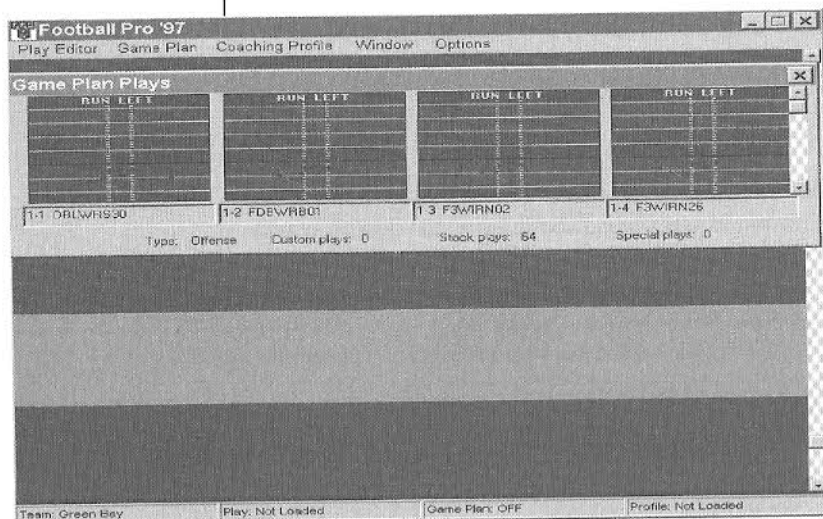 Football Pro '97
Play Editor Game Plan Coaching Profile Window Options
Game Plan Plays
RUN LEFT RUN LEFT RUN LEFT RUN LEFT
1-1 DBLWHS30 1-2 FDBWRB01 1-3 F3WIRN02 1-4 F3WIRN26
Type: Offense Custom plays: 0 Stock plays: 64 Special plays: 0
Team: Green Bay Play: Not Loaded Game Plan: OFF Profile: Not Loaded